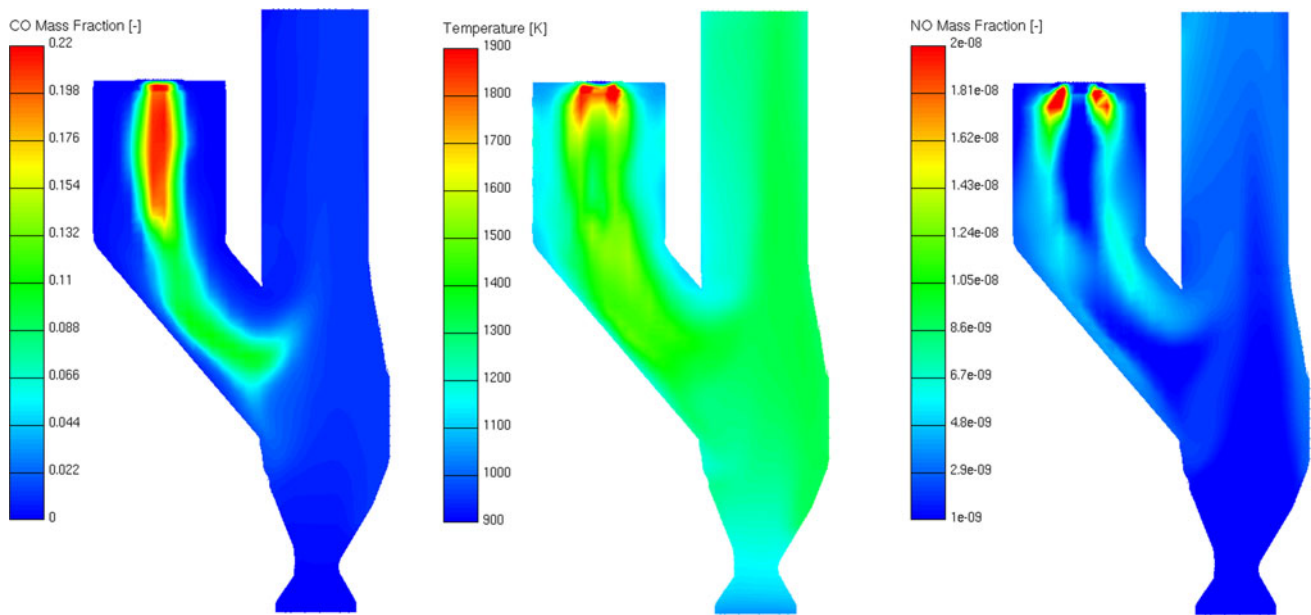 CO Mass Fraction [-]
0.22
0.198
0.176
0.154
0.132
0.11
0.088
0.066
0.044
0.022
0
Temperature [K]
1900
1800
1700
1600
1500
1400
1300
1200
1100
1000
900
NO Mass Fraction [-]
2e-08
1.81e-08
1.62e-08
1.43e-08
1.24e-08
1.05e-08
8.6e-09
6.7e-09
4.8e-09
2.9e-09
1e-09